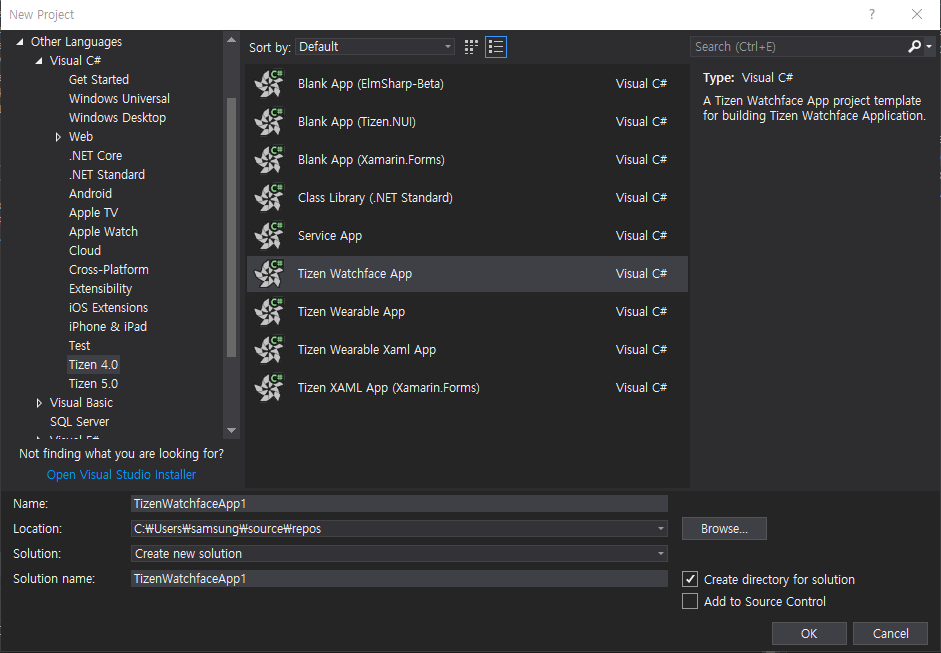 New Project
?
Other Languages
Visual C#
Get Started
Windows Universal
Windows Desktop
Web
.NET Core
.NET Standard
Android
Apple TV
Apple Watch
Cloud
Cross-Platform
Extensibility
iOS Extensions
iPhone & iPad
Test
Tizen 4.0
Tizen 5.0
Visual Basic
SQL Server
Visual F#
Not finding what you are looking for?
Open Visual Studio Installer
Sort by: Default
Blank App (ElmSharp-Beta) Visual C#
Blank App (Tizen.NUI) Visual C#
Blank App (Xamarin.Forms) Visual C#
Class Library (.NET Standard) Visual C#
Service App Visual C#
Tizen Watchface App Visual C#
Tizen Wearable App Visual C#
Tizen Wearable Xaml App Visual C#
Tizen XAML App (Xamarin.Forms) Visual C#
Search (Ctrl+E)
Type: Visual C#
A Tizen Watchface App project template
for building Tizen Watchface Application.
Name: TizenWatchfaceApp1
Location: C:₩Users₩samsung₩source₩repos
Browse...
Solution: Create new solution
Solution name: TizenWatchfaceApp1
Create directory for solution
Add to Source Control
OK
Cancel